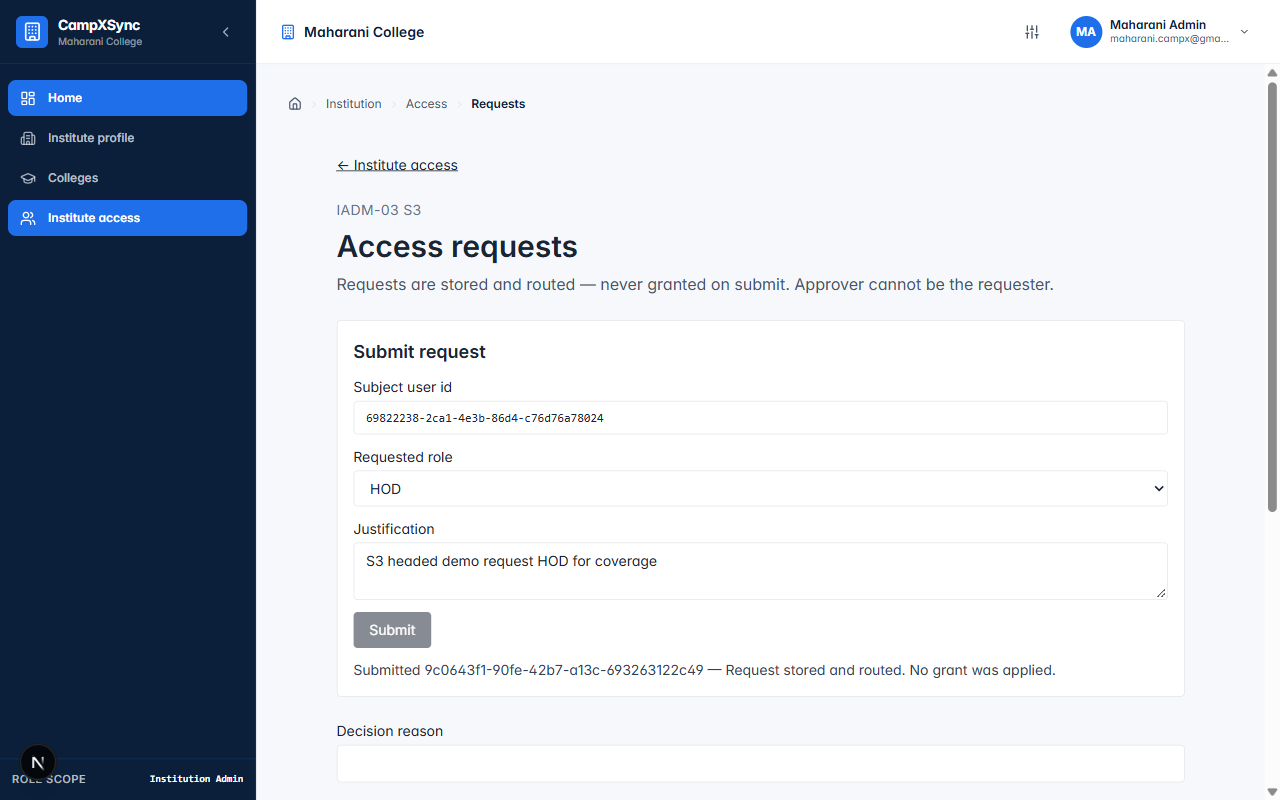 CampXSync
Maharani College
Home
Institute profile
Colleges
Institute access
ROLE SCOPE
Institution Admin
Maharani College
MA
Maharani Admin
maharani.campx@gma...
Institution
Access
Requests
← Institute access
IADM-03 S3
Access requests
Requests are stored and routed — never granted on submit. Approver cannot be the requester.
Submit request
Subject user id
69822238-2ca1-4e3b-86d4-c76d76a78024
Requested role
HOD
Justification
S3 headed demo request HOD for coverage
Submit
Submitted 9c0643f1-90fe-42b7-a13c-693263122c49 — Request stored and routed. No grant was applied.
Decision reason